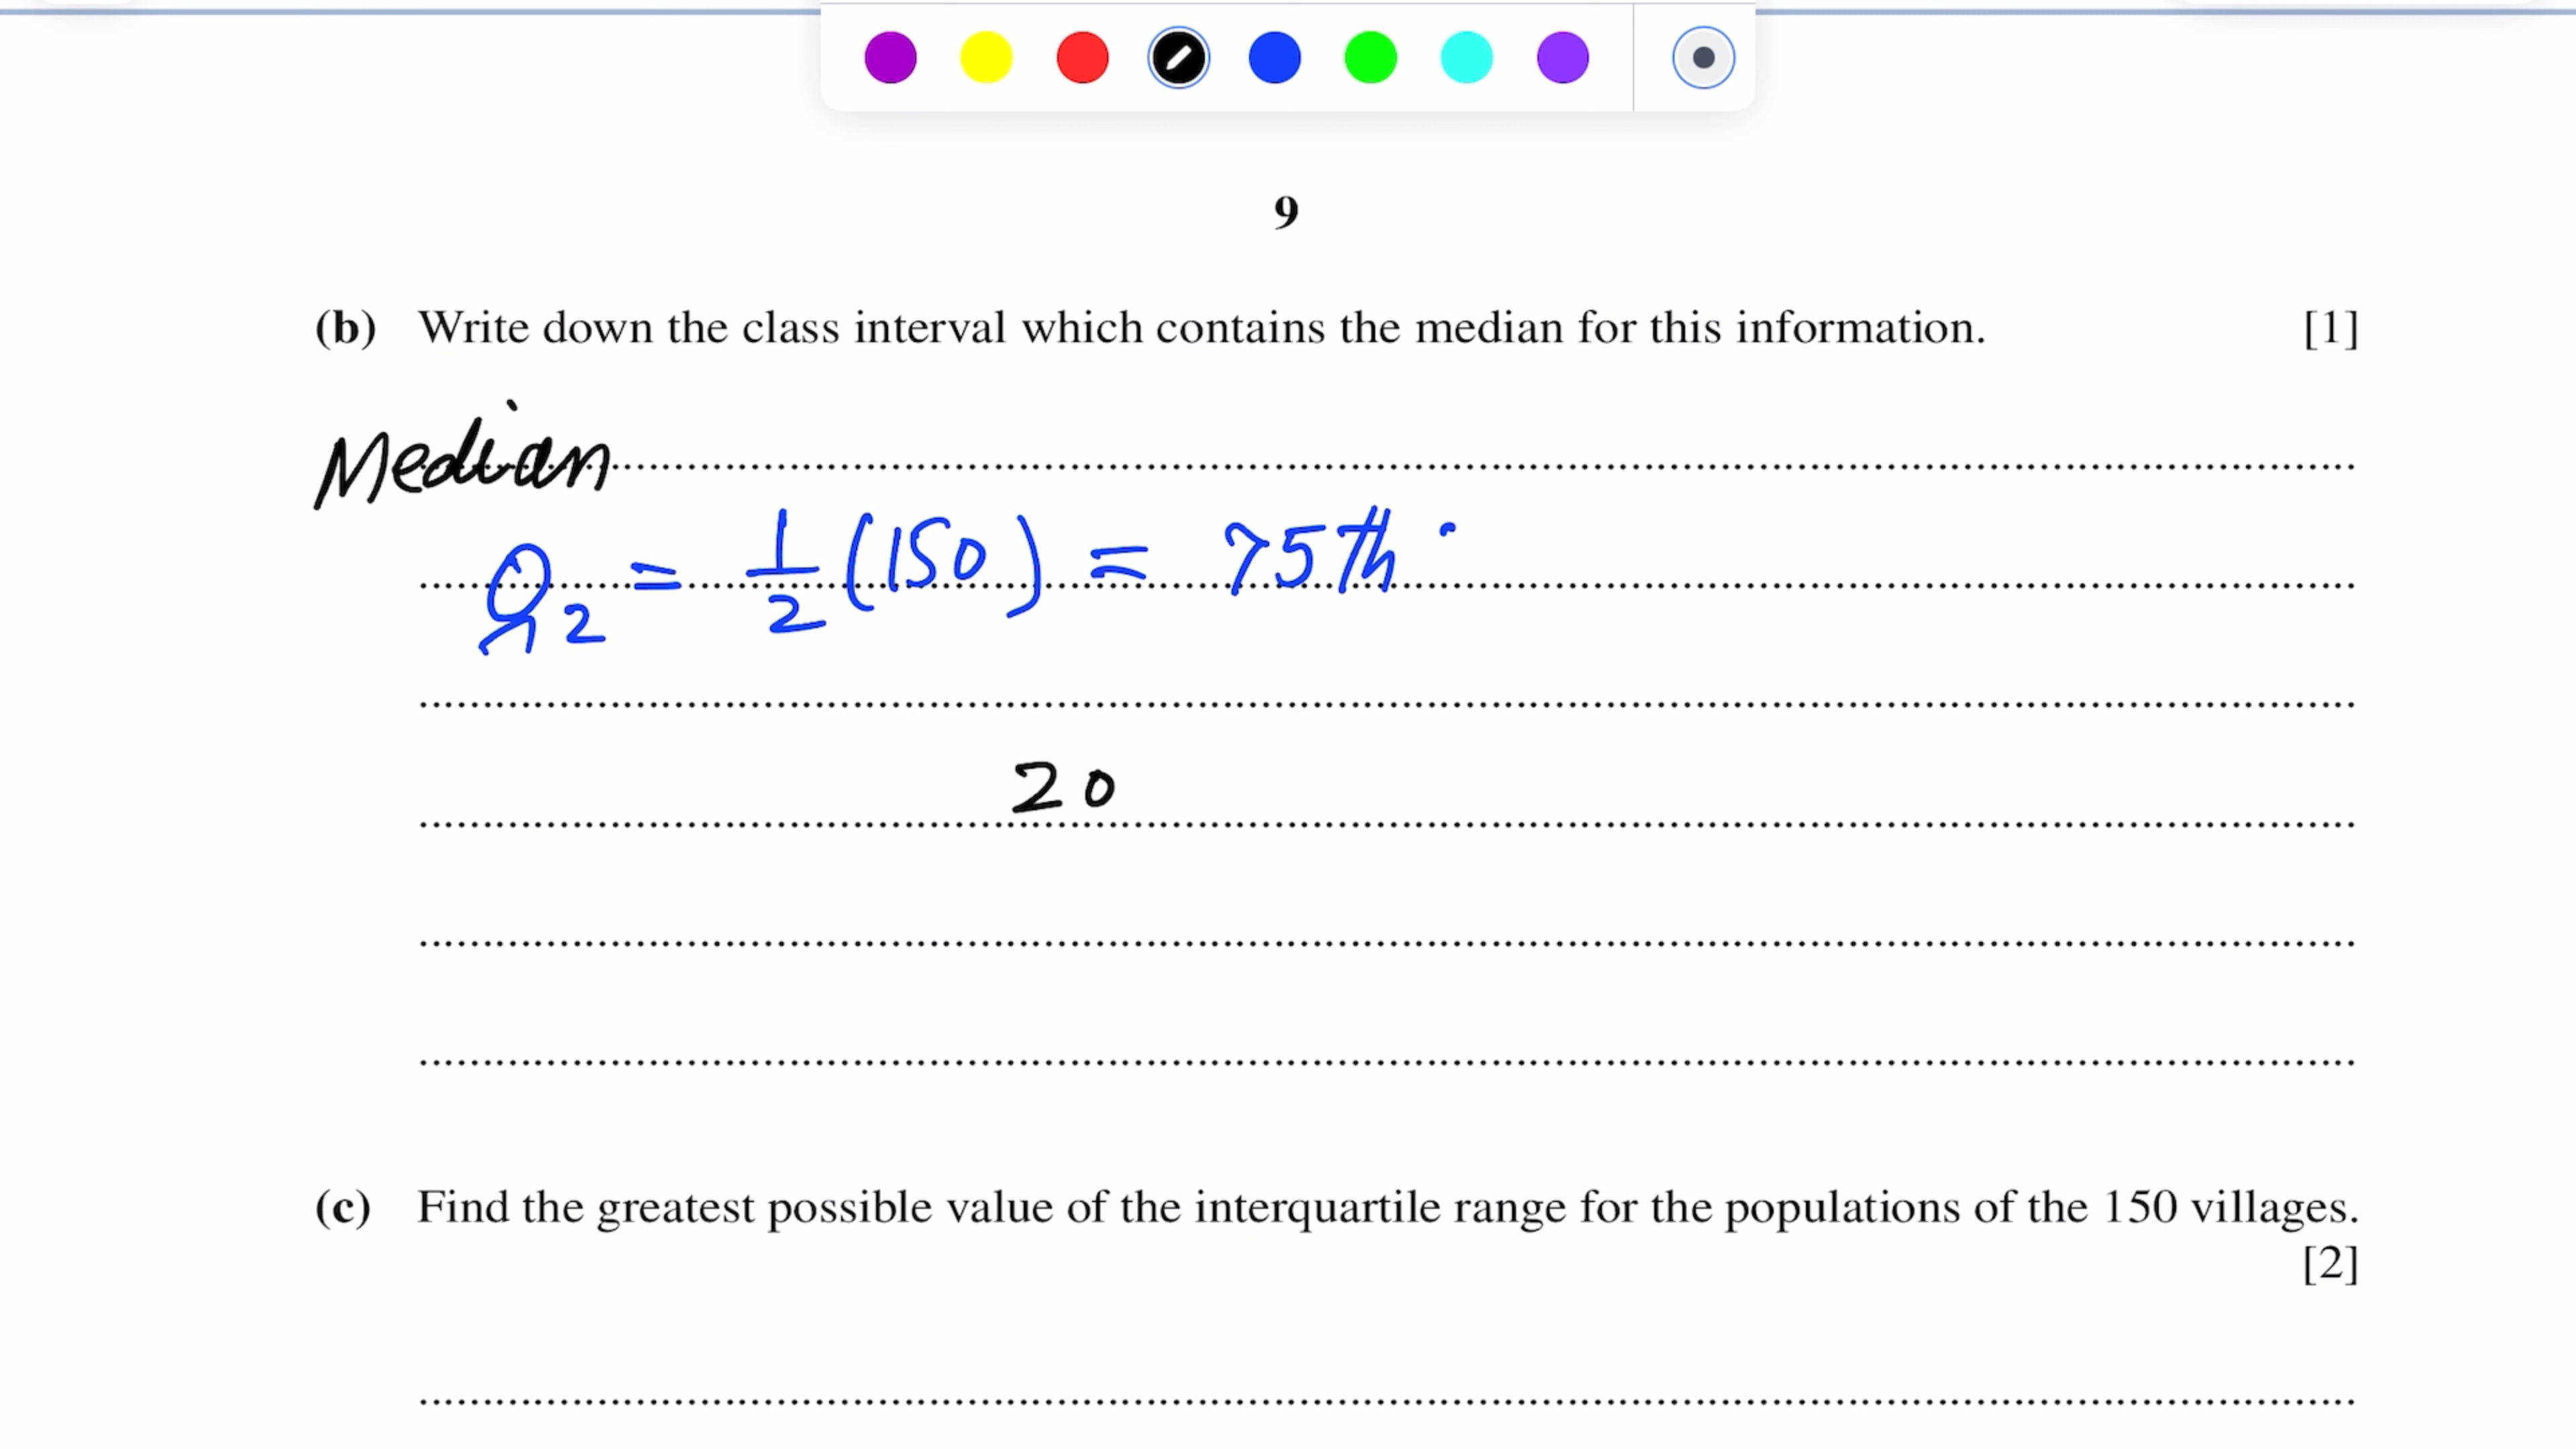 9
(b) Write down the class interval which contains the median for this information. [1]
Median
Q₂ = 1/2 (150) = 75th .
20
(c) Find the greatest possible value of the interquartile range for the populations of the 150 villages.
[2]